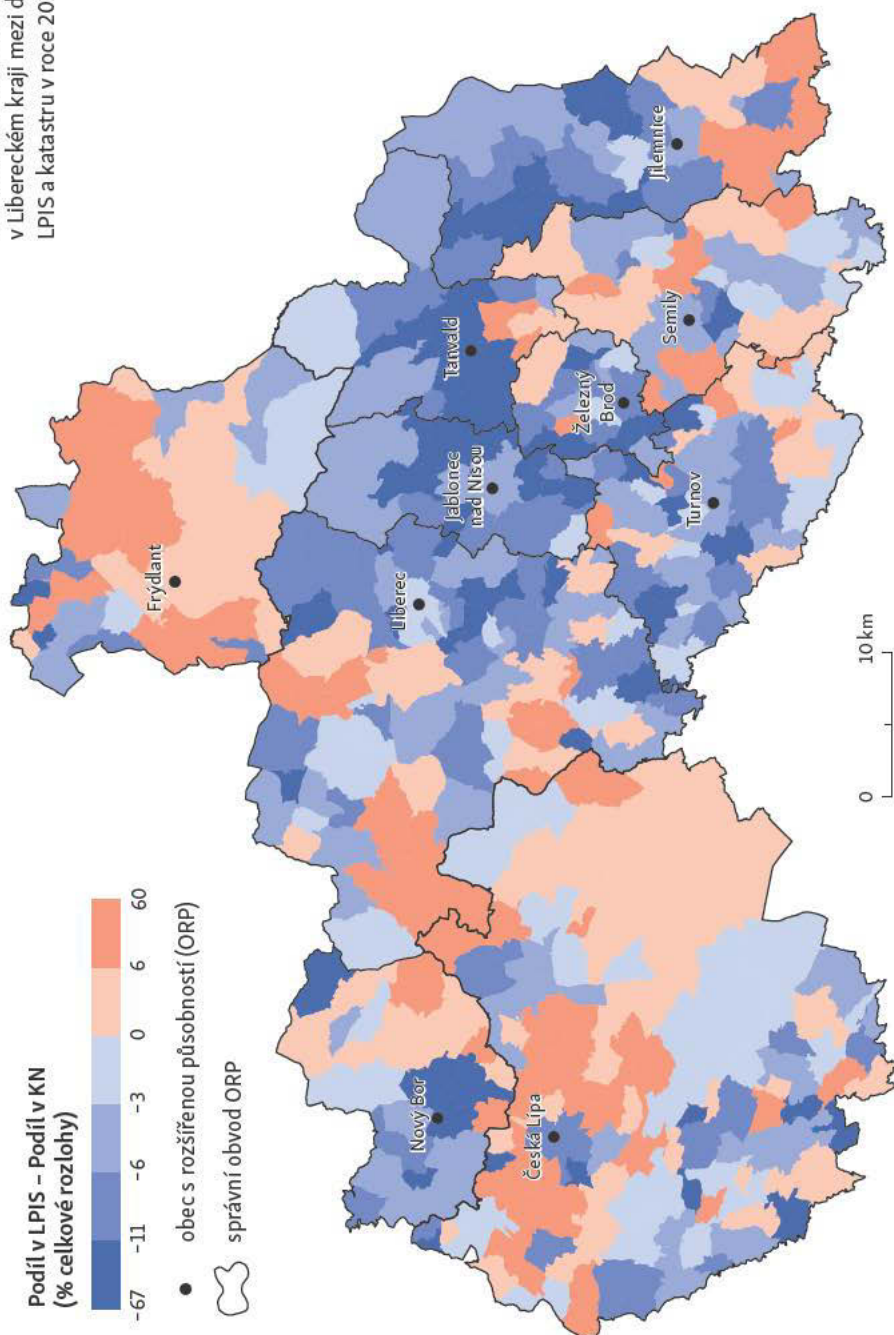 v Libereckém kraji mezi d
LPIS a katastru v roce 20
Podíl v LPIS – Podíl v KN
(% celkové rozlohy)
-67 -11 -6 -3 0 6 60
obec s rozšířenou působností (ORP)
správní obvod ORP
Frýdlant
Nový Bor
Liberec
Jablonec
nad Nisou
Tanvald
Česká Lípa
Železný
Brod
Semily
Jilemnice
Turnov
0 10 km